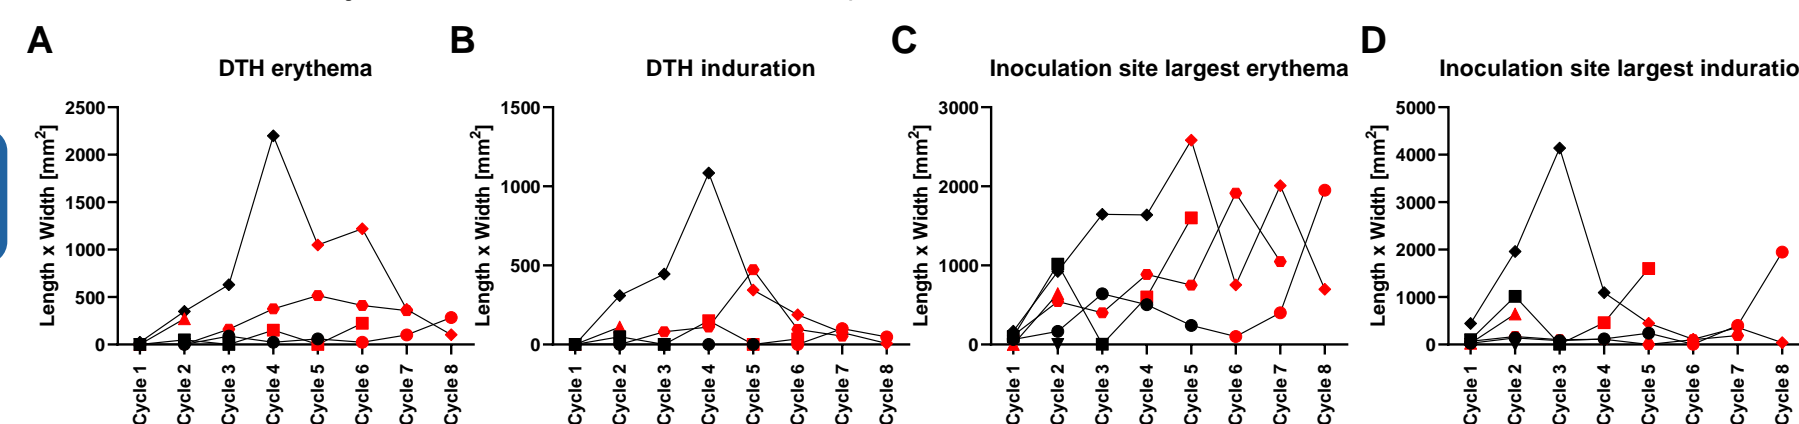 A
DTH erythema
Length x Width [mm²]
2500
2000
1500
1000
500
0
Cycle 1
Cycle 2
Cycle 3
Cycle 4
Cycle 5
Cycle 6
Cycle 7
Cycle 8
B
DTH induration
Length x Width [mm²]
1500
1000
500
0
Cycle 1
Cycle 2
Cycle 3
Cycle 4
Cycle 5
Cycle 6
Cycle 7
Cycle 8
C
Inoculation site largest erythema
Length x Width [mm²]
3000
2000
1000
0
Cycle 1
Cycle 2
Cycle 3
Cycle 4
Cycle 5
Cycle 6
Cycle 7
Cycle 8
D
Inoculation site largest induratio
Length x Width [mm²]
5000
4000
3000
2000
1000
0
Cycle 1
Cycle 2
Cycle 3
Cycle 4
Cycle 5
Cycle 6
Cycle 7
Cycle 8